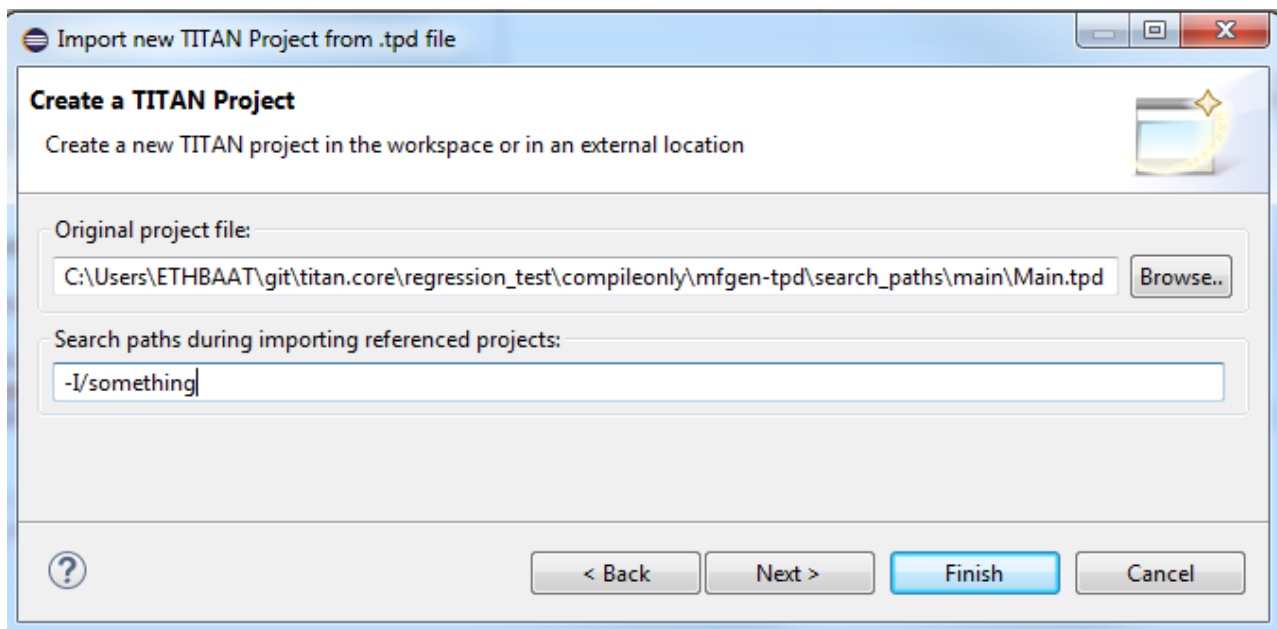 Import new TITAN Project from .tpd file
Create a TITAN Project
Create a new TITAN project in the workspace or in an external location
Original project file:
C:\Users\ETHBAAT\git\titan.core\regression_test\compileonly\mfgen-tpd\search_paths\main\Main.tpd Browse..
Search paths during importing referenced projects:
-I/something
? < Back Next > Finish Cancel